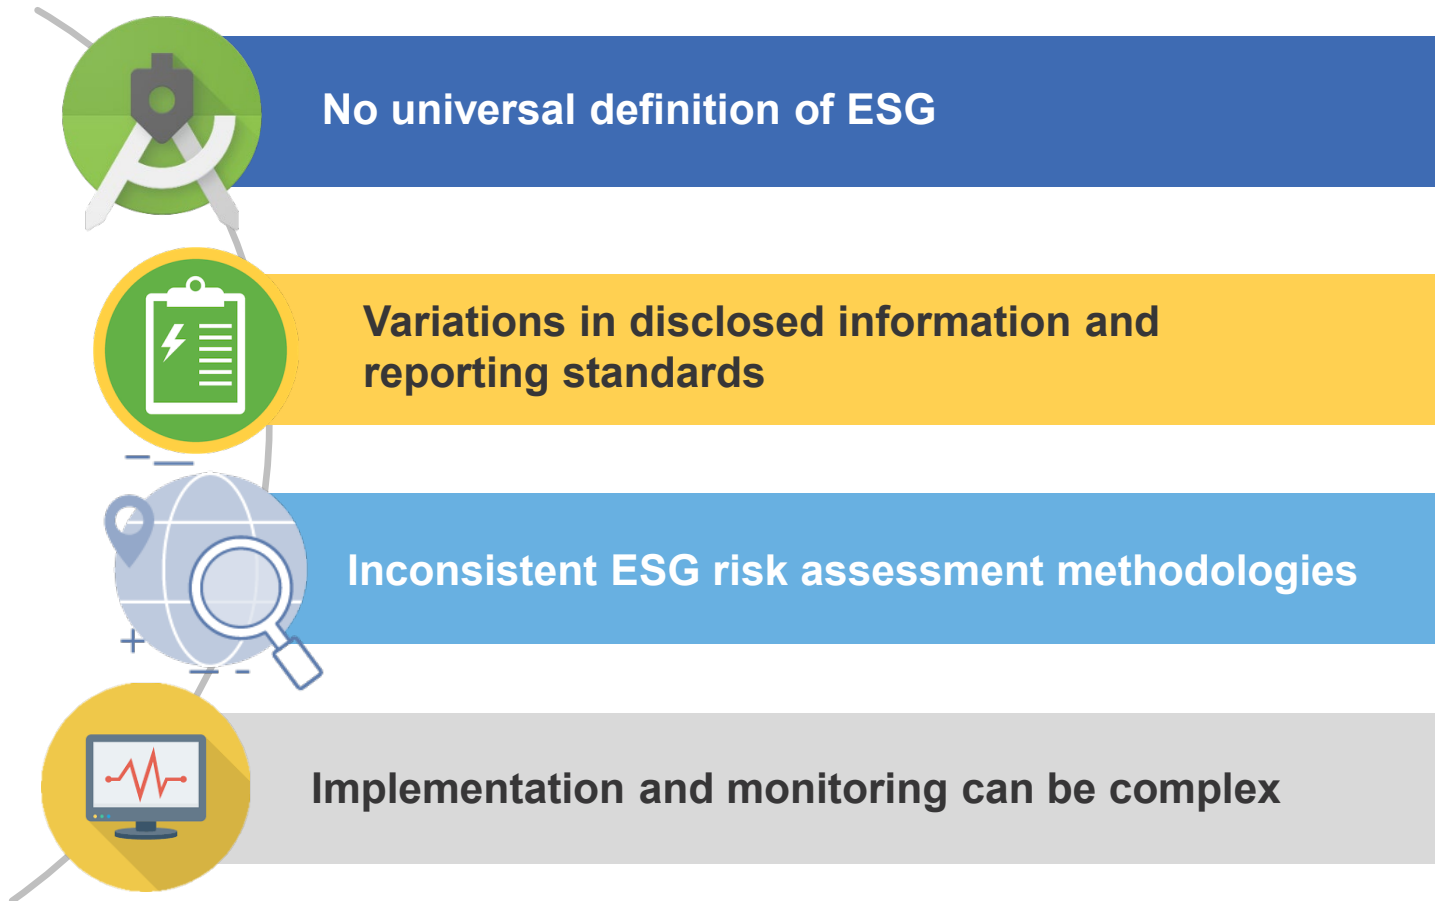 No universal definition of ESG
Variations in disclosed information and
reporting standards
Inconsistent ESG risk assessment methodologies
Implementation and monitoring can be complex